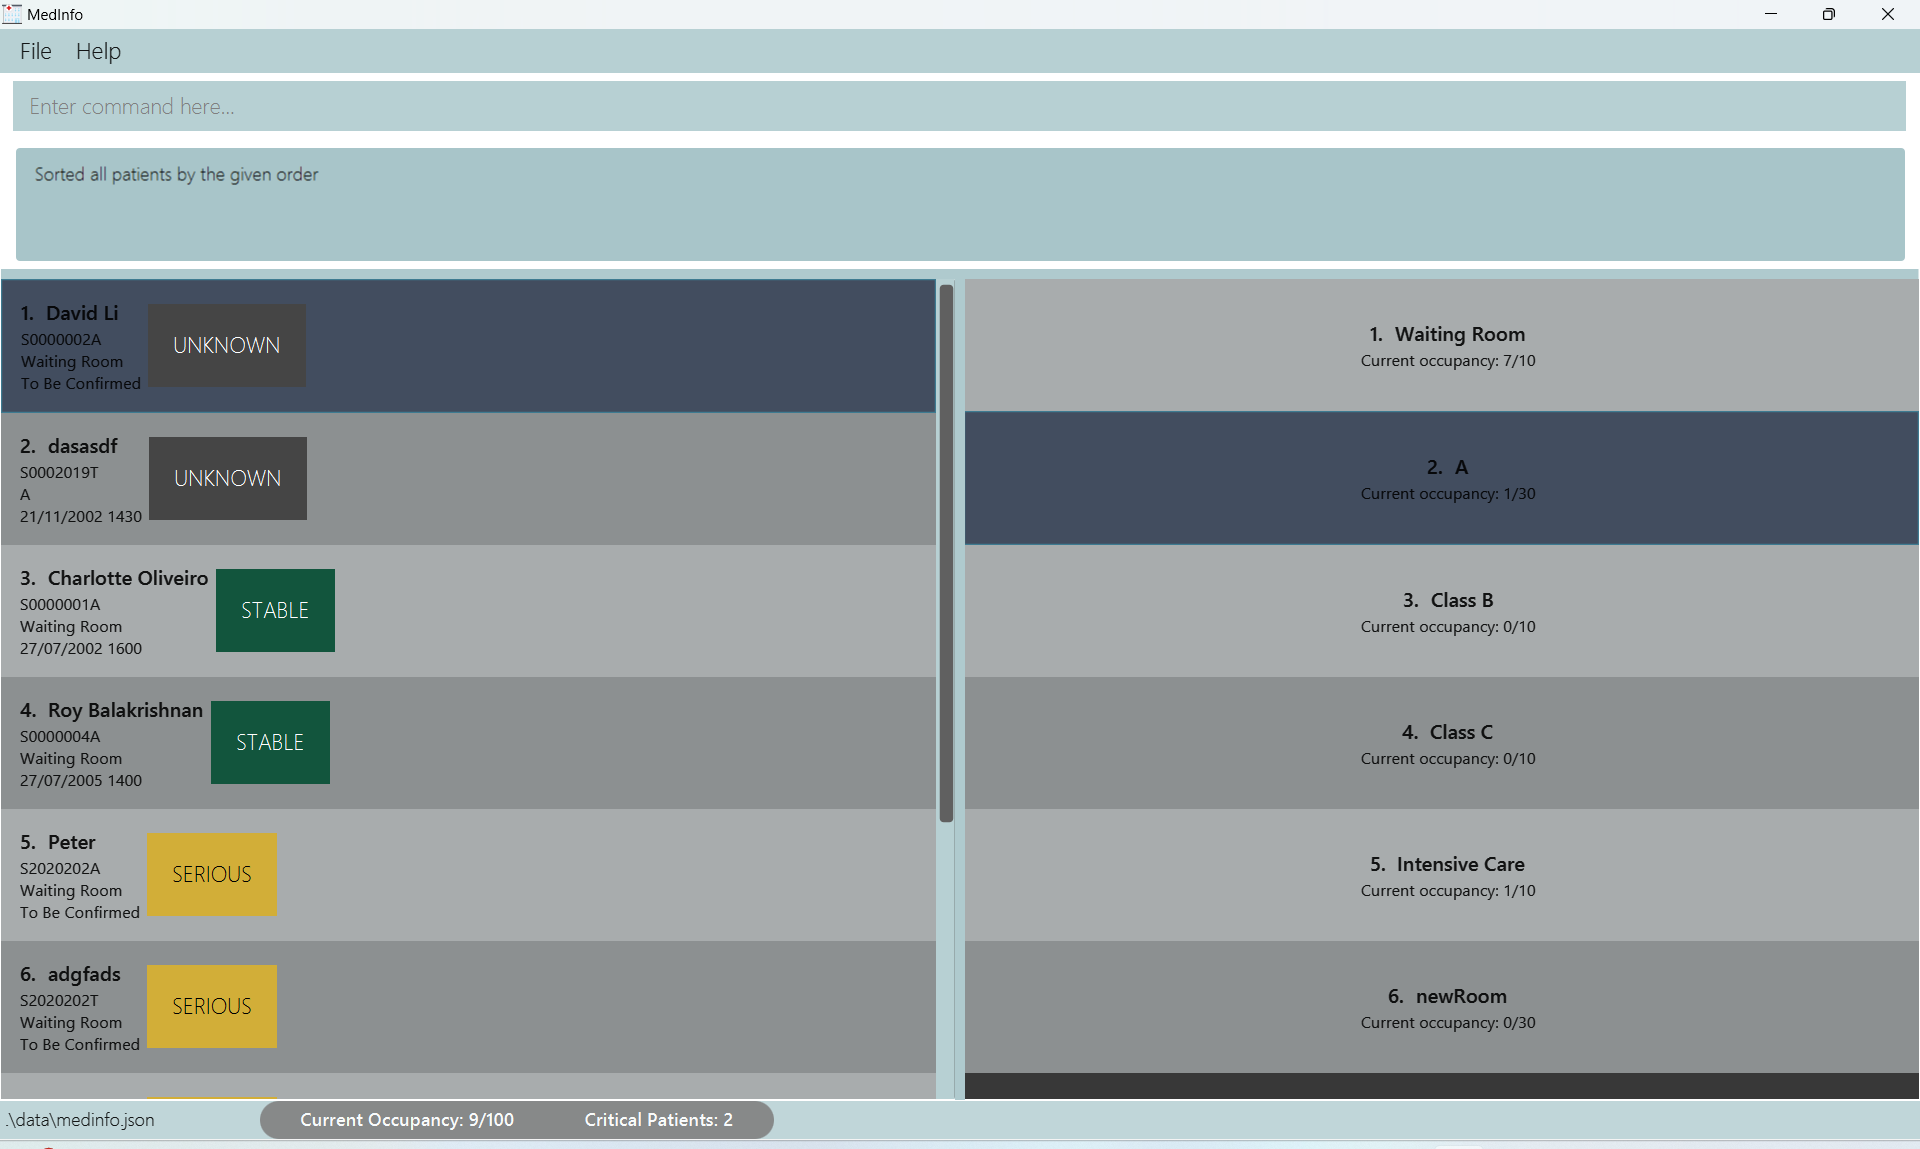 MedInfo
File Help
Enter command here...
Sorted all patients by the given order
1. David Li
S0000002A
Waiting Room
To Be Confirmed
UNKNOWN
2. dasasdf
S0002019T
A
21/11/2002 1430
UNKNOWN
3. Charlotte Oliveiro
S0000001A
Waiting Room
27/07/2002 1600
STABLE
4. Roy Balakrishnan
S0000004A
Waiting Room
27/07/2005 1400
STABLE
5. Peter
S2020202A
Waiting Room
To Be Confirmed
SERIOUS
6. adgfads
S2020202T
Waiting Room
To Be Confirmed
SERIOUS
1. Waiting Room
Current occupancy: 7/10
2. A
Current occupancy: 1/30
3. Class B
Current occupancy: 0/10
4. Class C
Current occupancy: 0/10
5. Intensive Care
Current occupancy: 1/10
6. newRoom
Current occupancy: 0/30
.\data\medinfo.json
Current Occupancy: 9/100
Critical Patients: 2